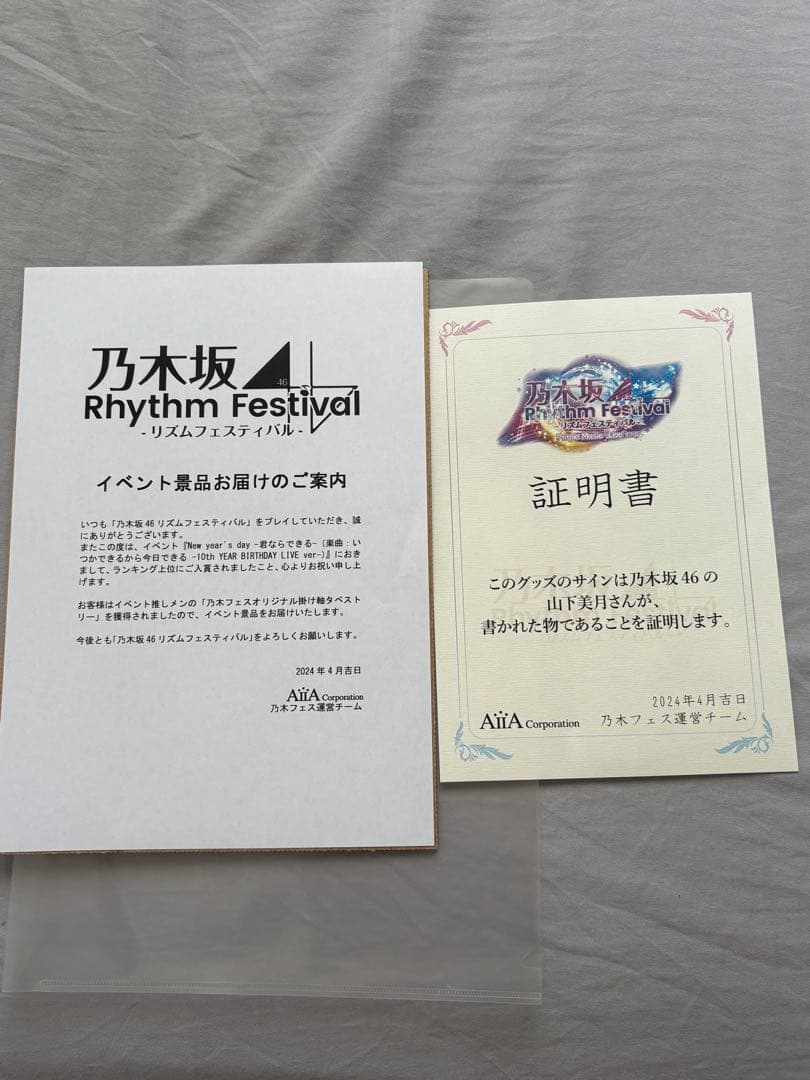 乃木坂
46
Rhythm Festival
-リズムフェスティバル-
イベント景品お届けのご案内
いつも「乃木坂46リズムフェスティバル」をプレイしていただき、誠
にありがとうございます。
またこの度は、イベント『New year's day -君ならできる-（楽曲：い
つかできるから今日できる -10th YEAR BIRTHDAY LIVE ver-）』におき
まして、ランキング上位にご入賞されましたこと、心よりお祝い申し上
げます。
お客様はイベント推しメンの「乃木フェスオリジナル掛け軸タペスト
リー」を獲得されましたので、イベント景品をお届けいたします。
今後とも「乃木坂46リズムフェスティバル」をよろしくお願いします。
2024年4月吉日
AiiA Corporation
乃木フェス運営チーム
乃木坂
Rhythm Festival
-リズムフェスティバル-
証明書
このグッズのサインは乃木坂46の
山下美月さんが、
書かれた物であることを証明します。
2024年4月吉日
AiiA Corporation 乃木フェス運営チーム